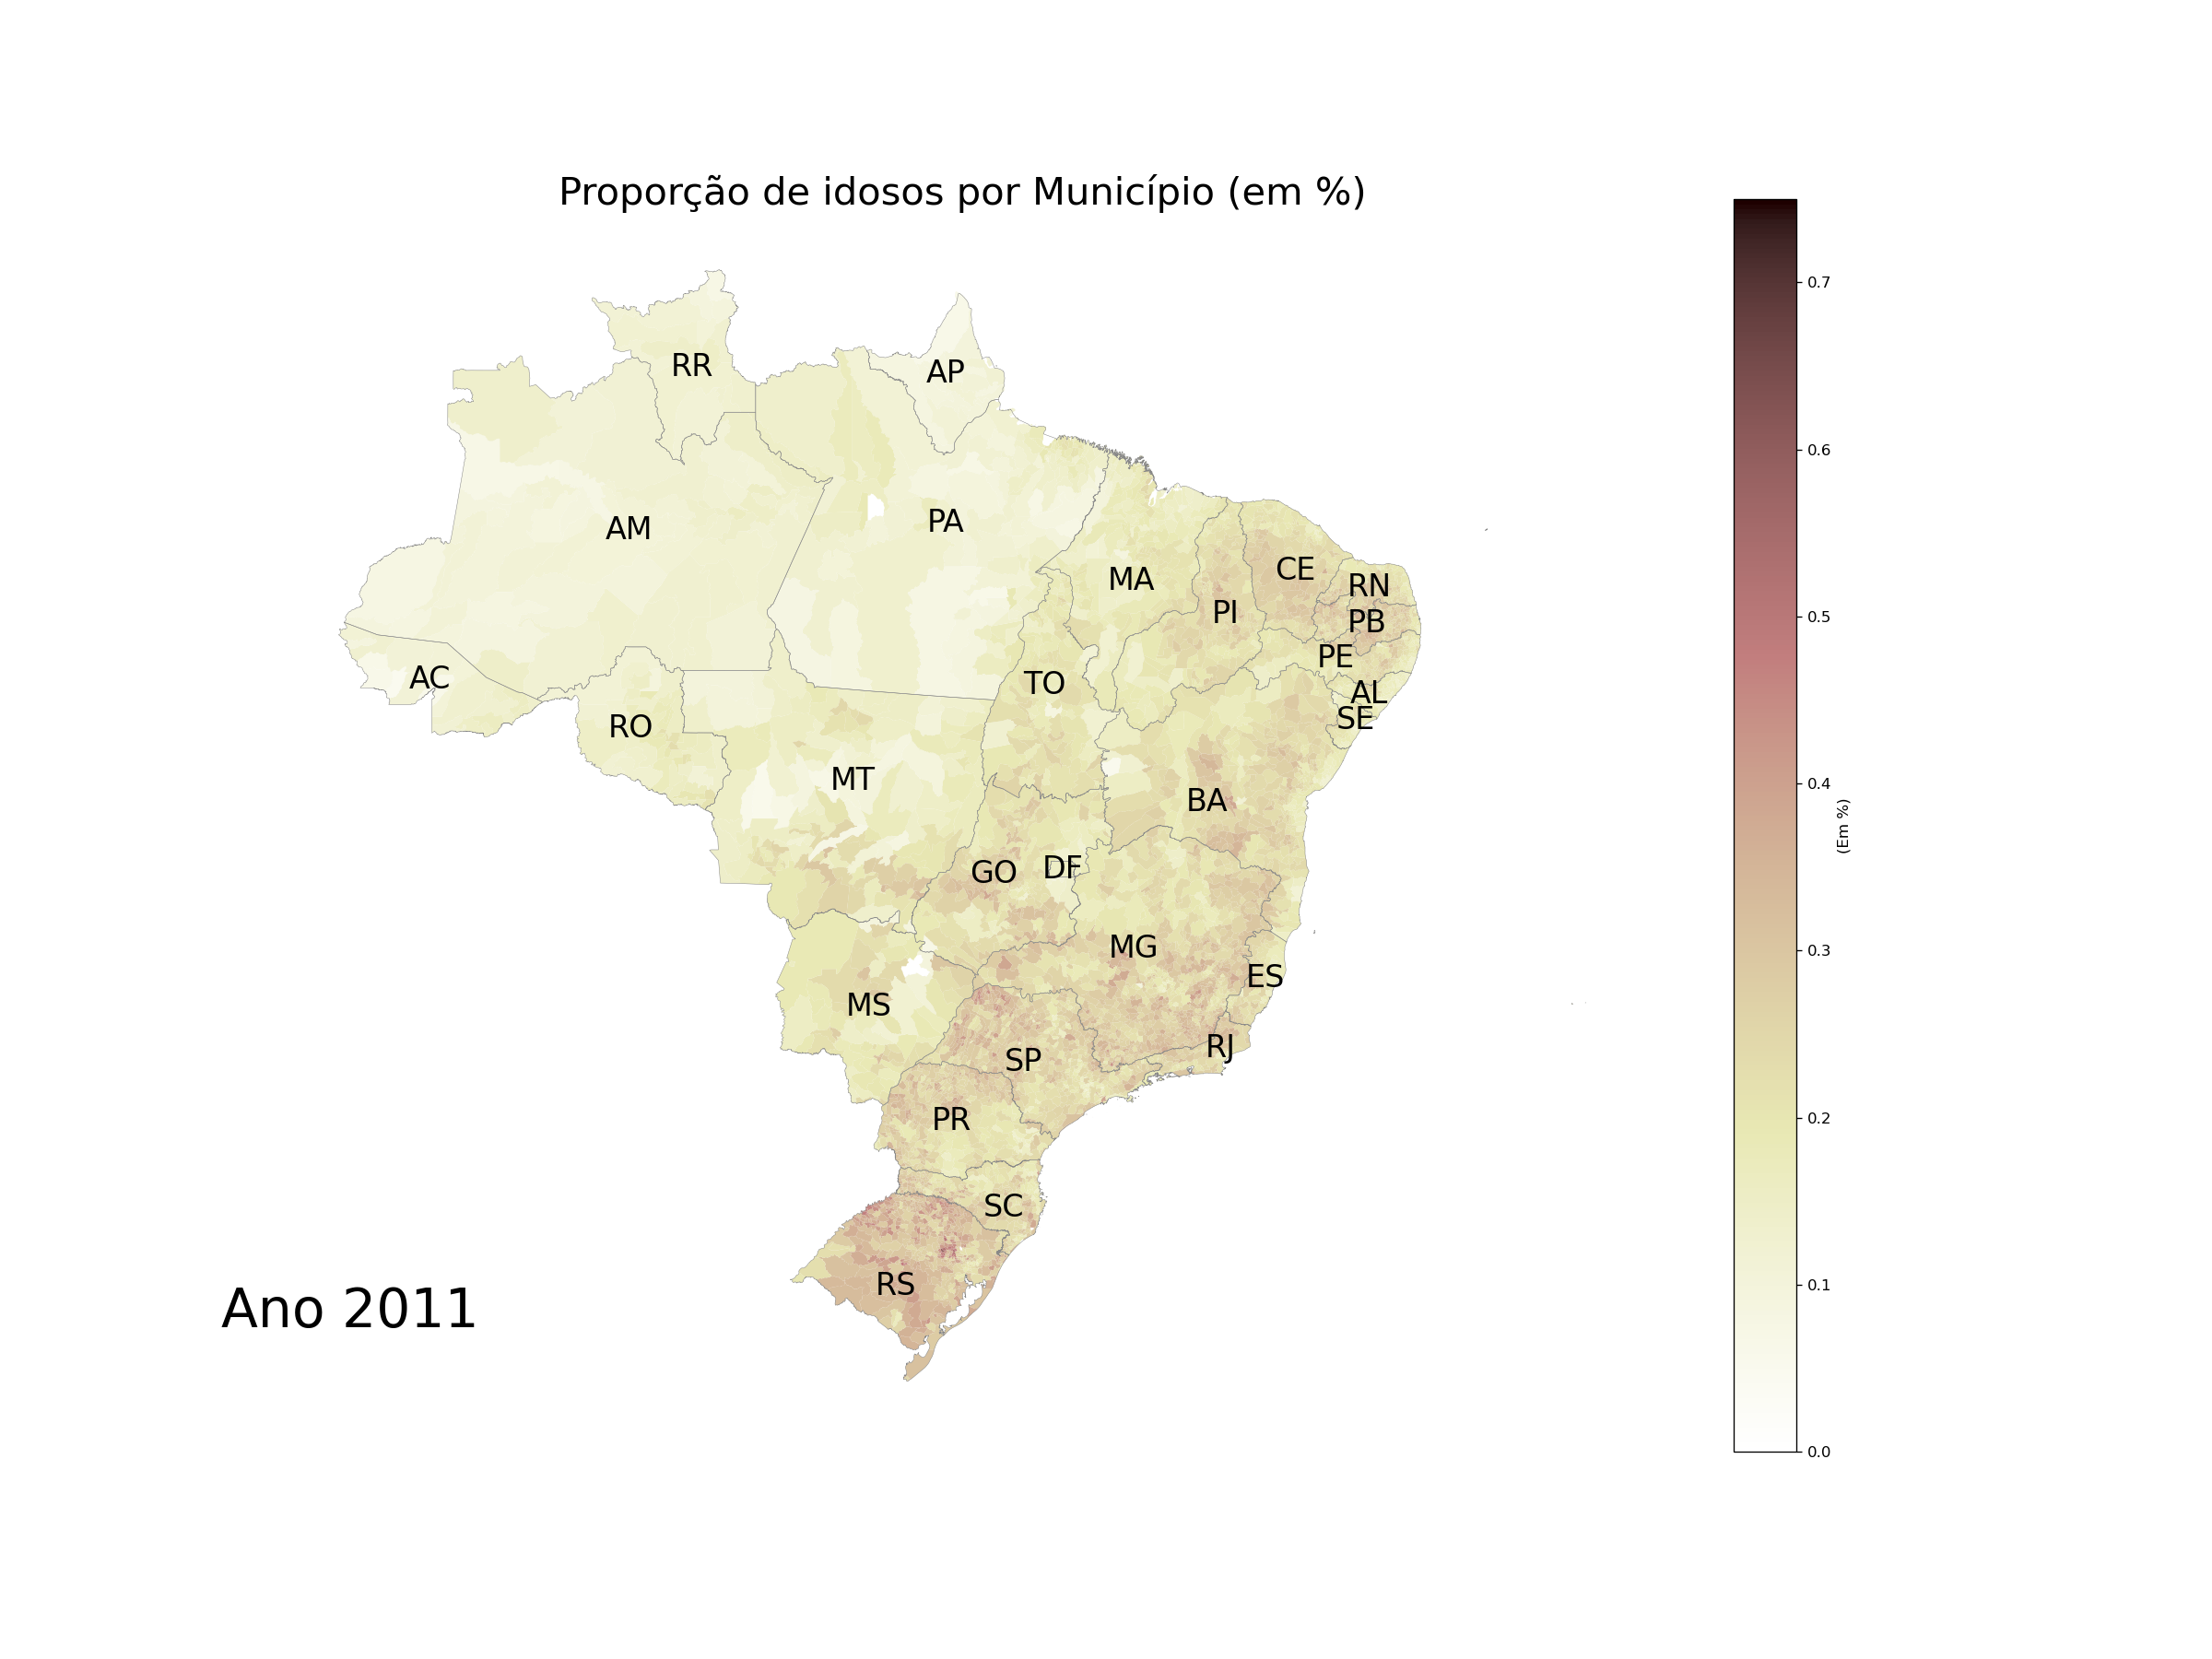 Proporção de idosos por Município (em %)
0.7
0.6
0.5
0.4
0.3
0.2
0.1
0.0
(Em %)
RR
AP
AM
PA
MA
CE
RN
PI
PB
PE
AC
TO
AL
SE
RO
MT
BA
GO
DF
MG
ES
MS
RJ
SP
PR
SC
RS
Ano 2011